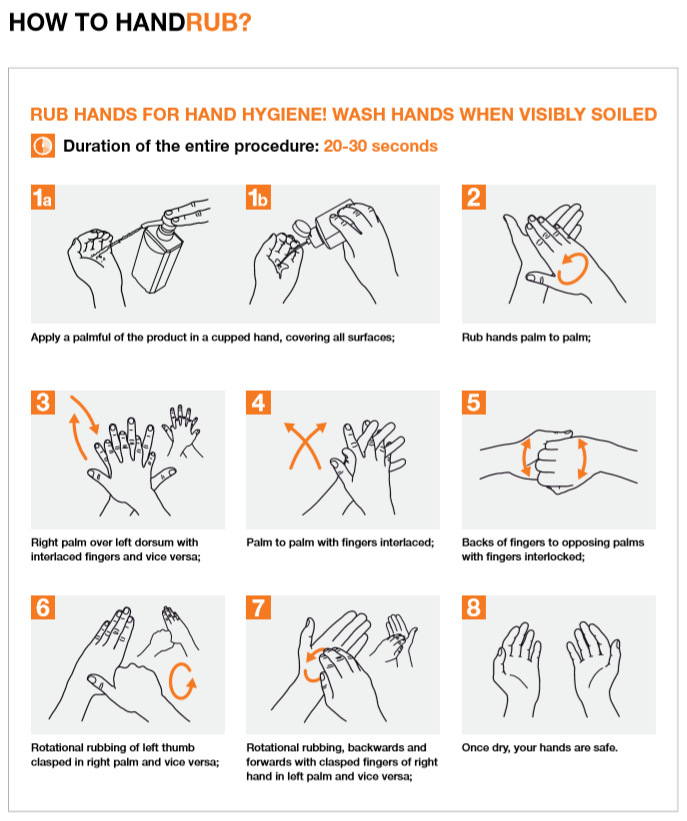 HOW TO HANDRUB?
RUB HANDS FOR HAND HYGIENE! WASH HANDS WHEN VISIBLY SOILED
Duration of the entire procedure: 20-30 seconds
1a
1b
2
Apply a palmful of the product in a cupped hand, covering all surfaces;
Rub hands palm to palm;
3
4
5
Right palm over left dorsum with
interlaced fingers and vice versa;
Palm to palm with fingers interlaced;
Backs of fingers to opposing palms
with fingers interlocked;
6
7
8
Rotational rubbing of left thumb
clasped in right palm and vice versa;
Rotational rubbing, backwards and
forwards with clasped fingers of right
hand in left palm and vice versa;
Once dry, your hands are safe.